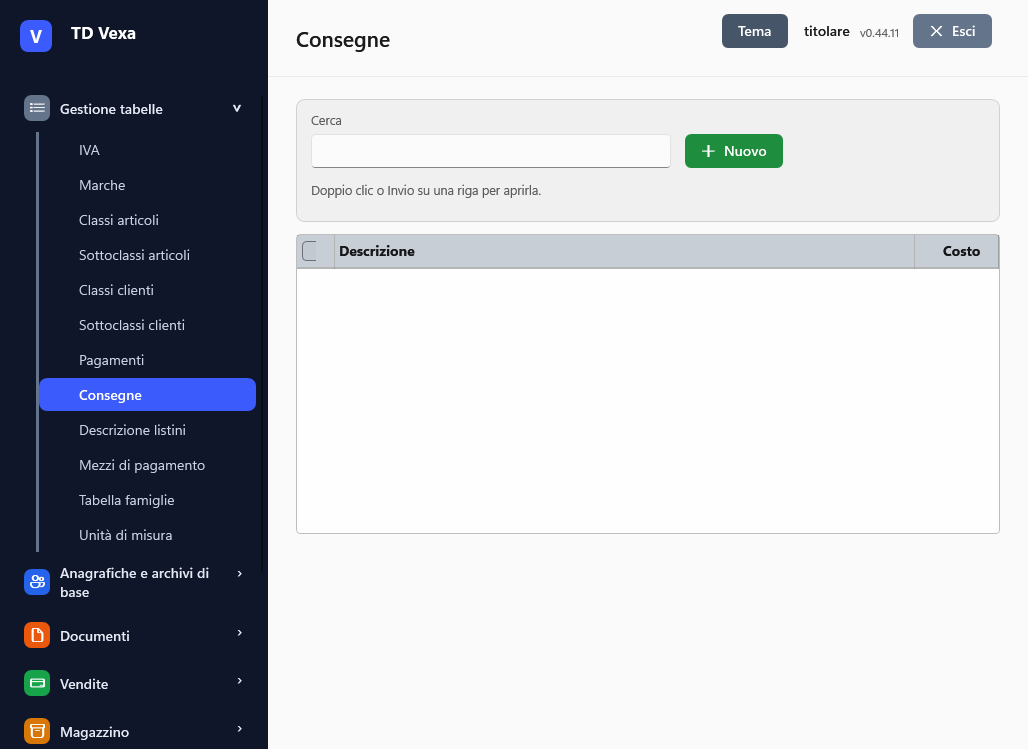 V
TD Vexa
Gestione tabelle
IVA
Marche
Classi articoli
Sottoclassi articoli
Classi clienti
Sottoclassi clienti
Pagamenti
Consegne
Descrizione listini
Mezzi di pagamento
Tabella famiglie
Unità di misura
Anagrafiche e archivi di
base
Documenti
Vendite
Magazzino
Consegne
Tema
titolare
v0.44.11
Esci
Cerca
Nuovo
Doppio clic o Invio su una riga per aprirla.
Descrizione
Costo